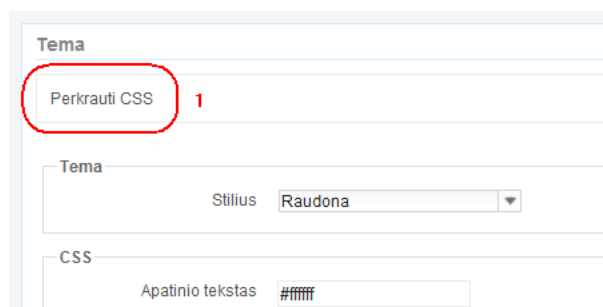 Tema
Perkrauti CSS 1
Tema
Stilius Raudona
CSS
Apatinio tekstas #ffffff